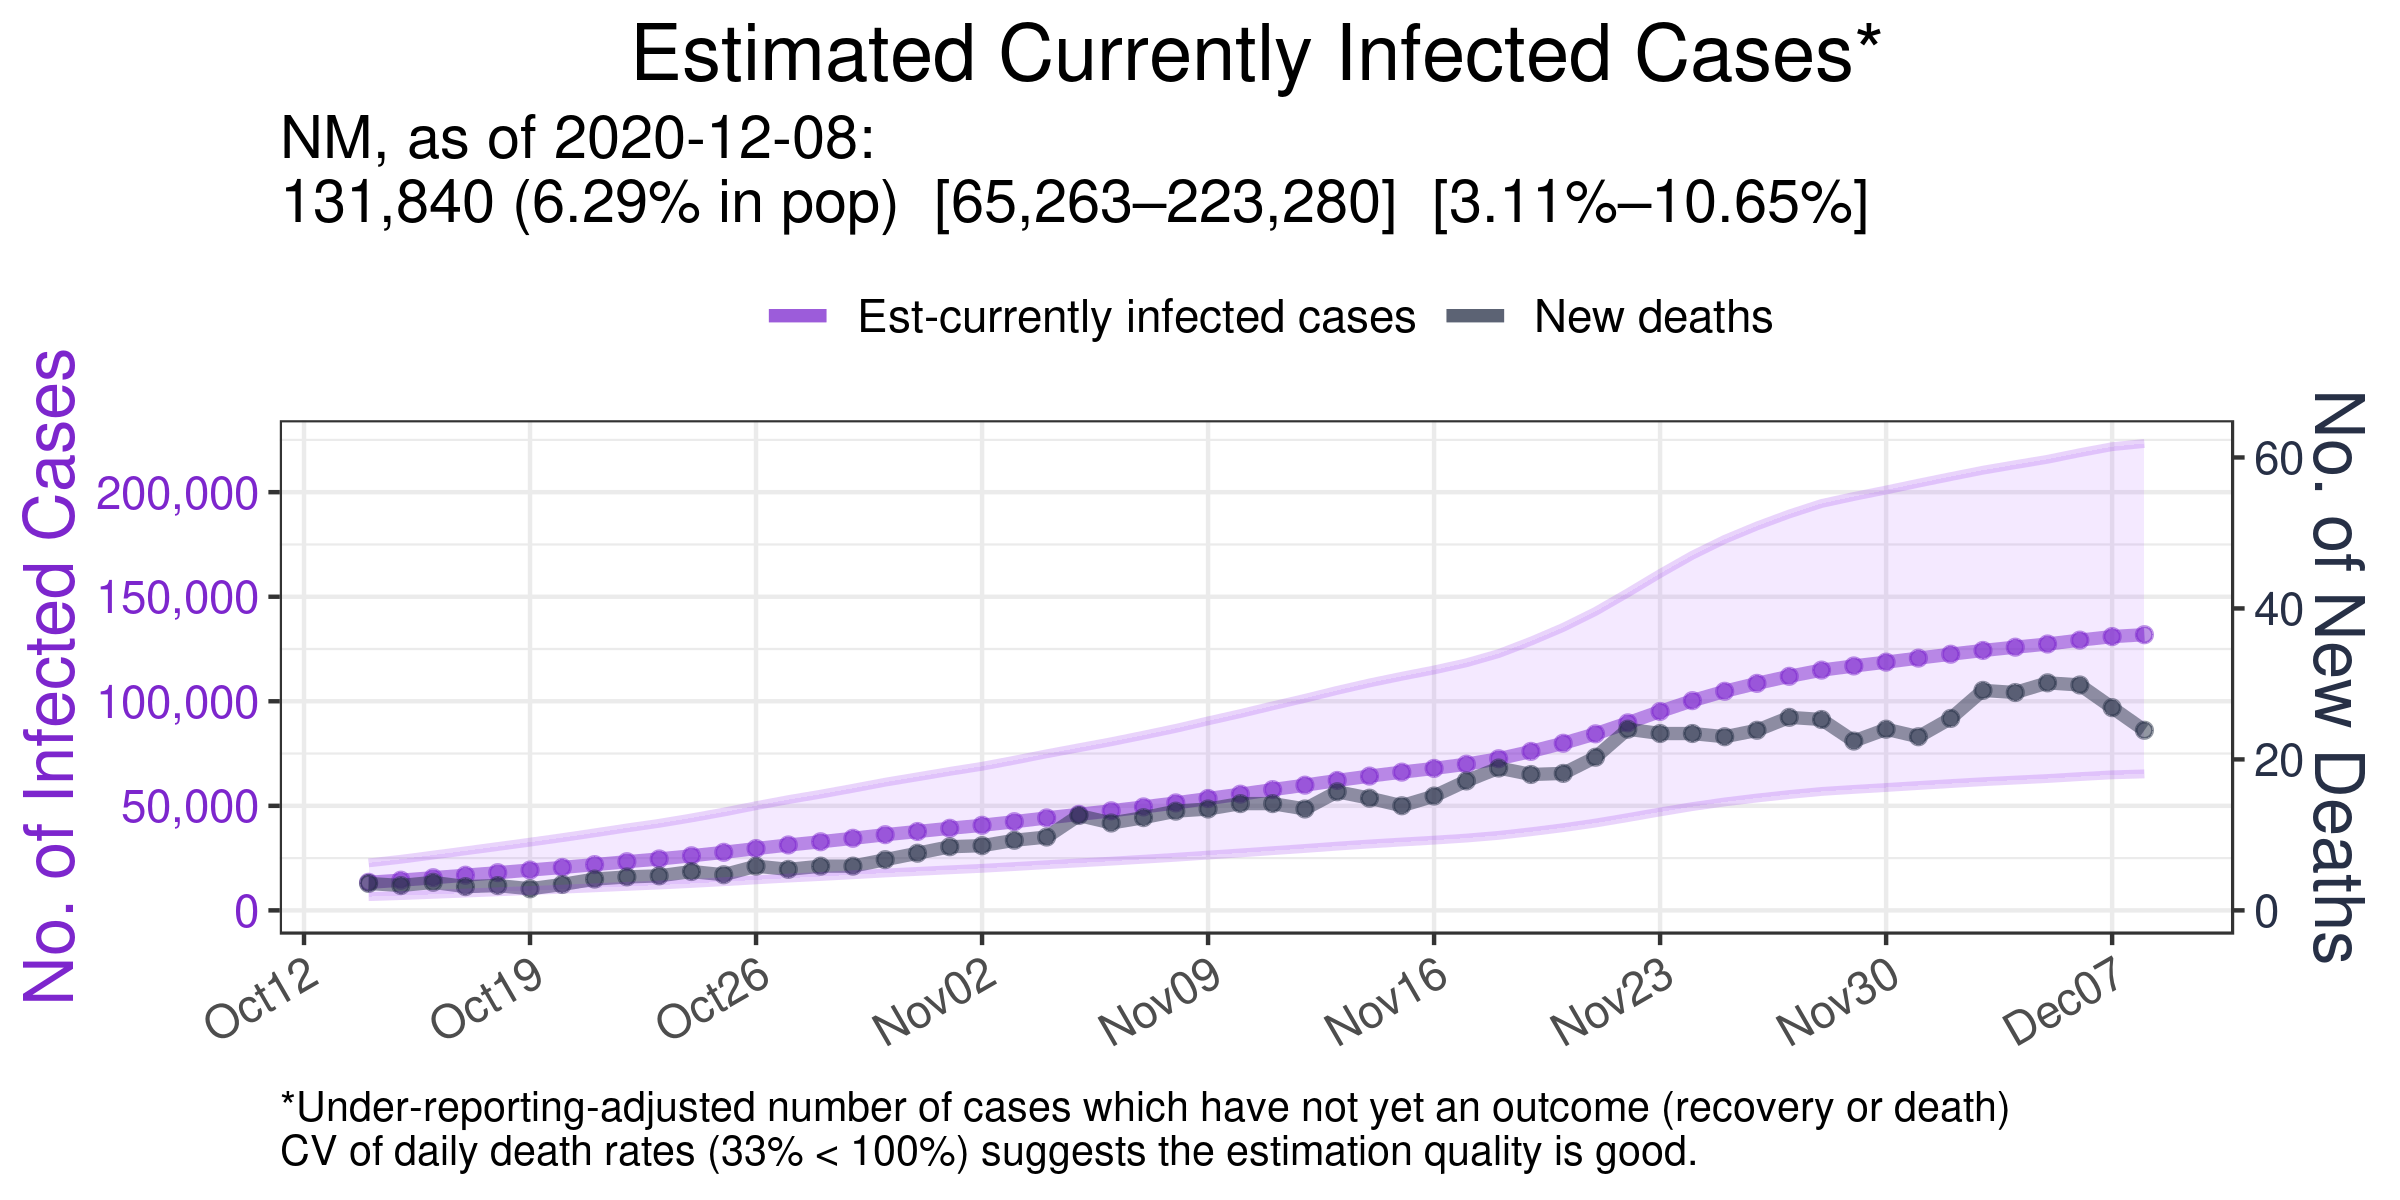 Estimated Currently Infected Cases*
NM, as of 2020-12-08:
131,840 (6.29% in pop)  [65,263–223,280]  [3.11%–10.65%]
Est-currently infected cases
New deaths
No. of Infected Cases
200,000
150,000
100,000
50,000
0
60
40
20
0
No. of New Deaths
Oct12
Oct19
Oct26
Nov02
Nov09
Nov16
Nov23
Nov30
Dec07
*Under-reporting-adjusted number of cases which have not yet an outcome (recovery or death)
CV of daily death rates (33% < 100%) suggests the estimation quality is good.